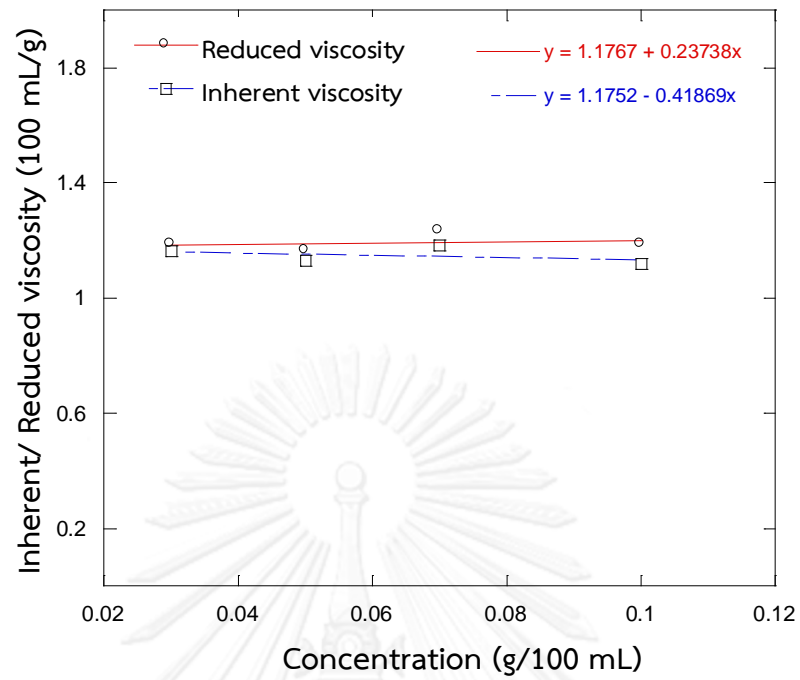 Reduced viscosity
y = 1.1767 + 0.23738x
Inherent viscosity
y = 1.1752 - 0.41869x
Inherent/ Reduced viscosity (100 mL/g)
1.8
1.4
1
0.6
0.2
0.02 0.04 0.06 0.08 0.1 0.12
Concentration (g/100 mL)